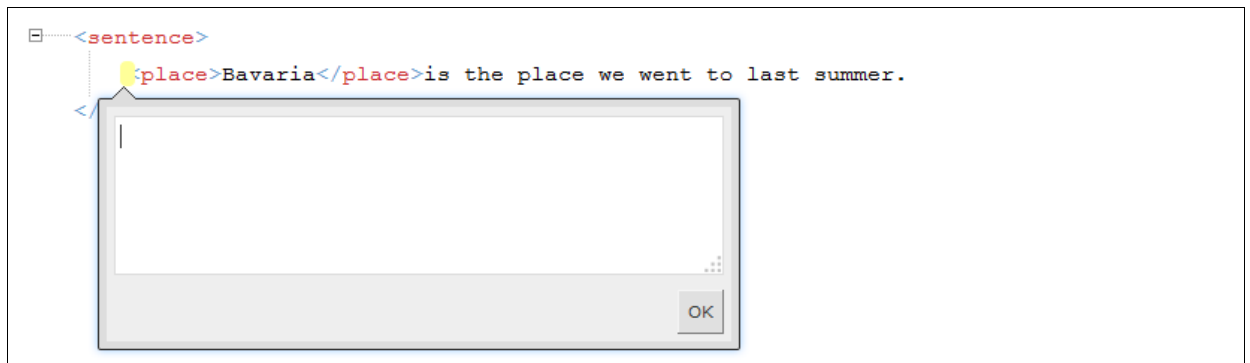 <sentence>
<place>Bavaria</place>is the place we went to last summer.
</
OK